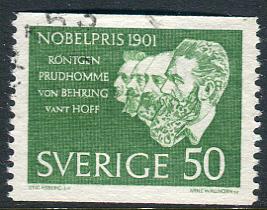 NOBELPRIS 1901
RÖNTGEN
PRUDHOMME
VON BEHRING
VANT HOFF
SVERIGE 50